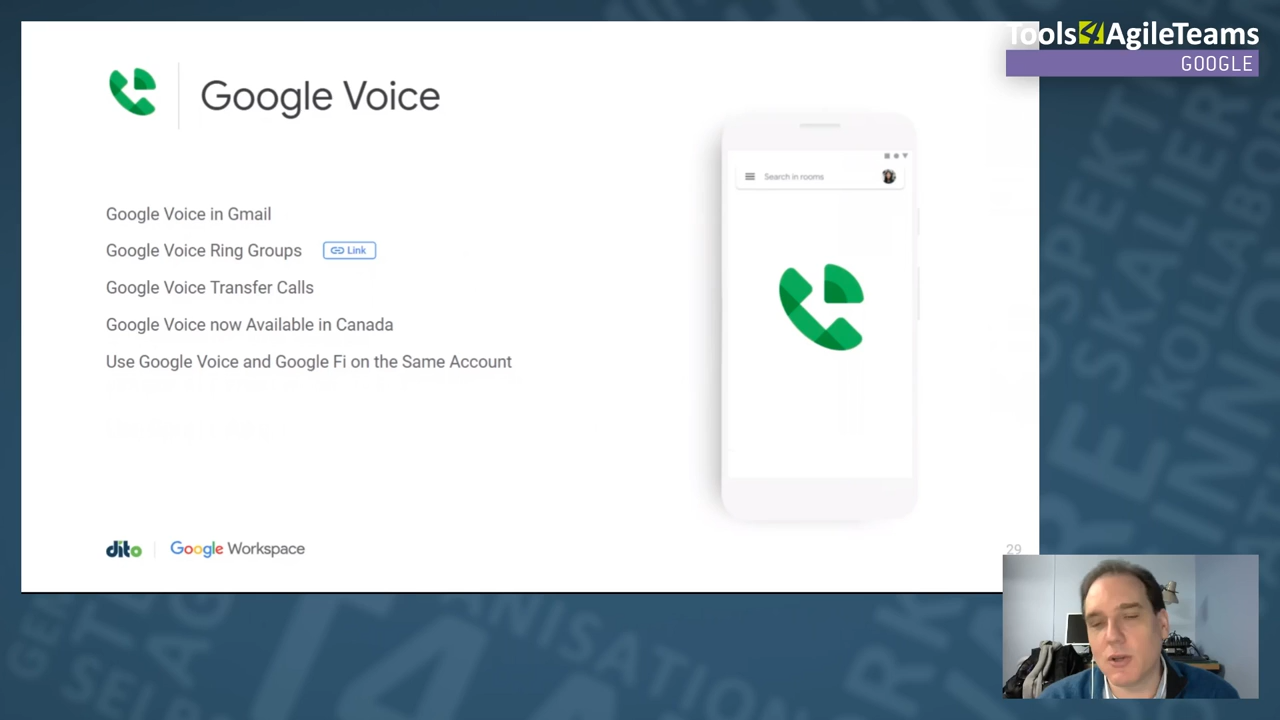 Tools4AgileTeams
GOOGLE
Google Voice
Search in rooms
Google Voice in Gmail
Google Voice Ring Groups
Link
Google Voice Transfer Calls
Google Voice now Available in Canada
Use Google Voice and Google Fi on the Same Account
dito
Google Workspace
29